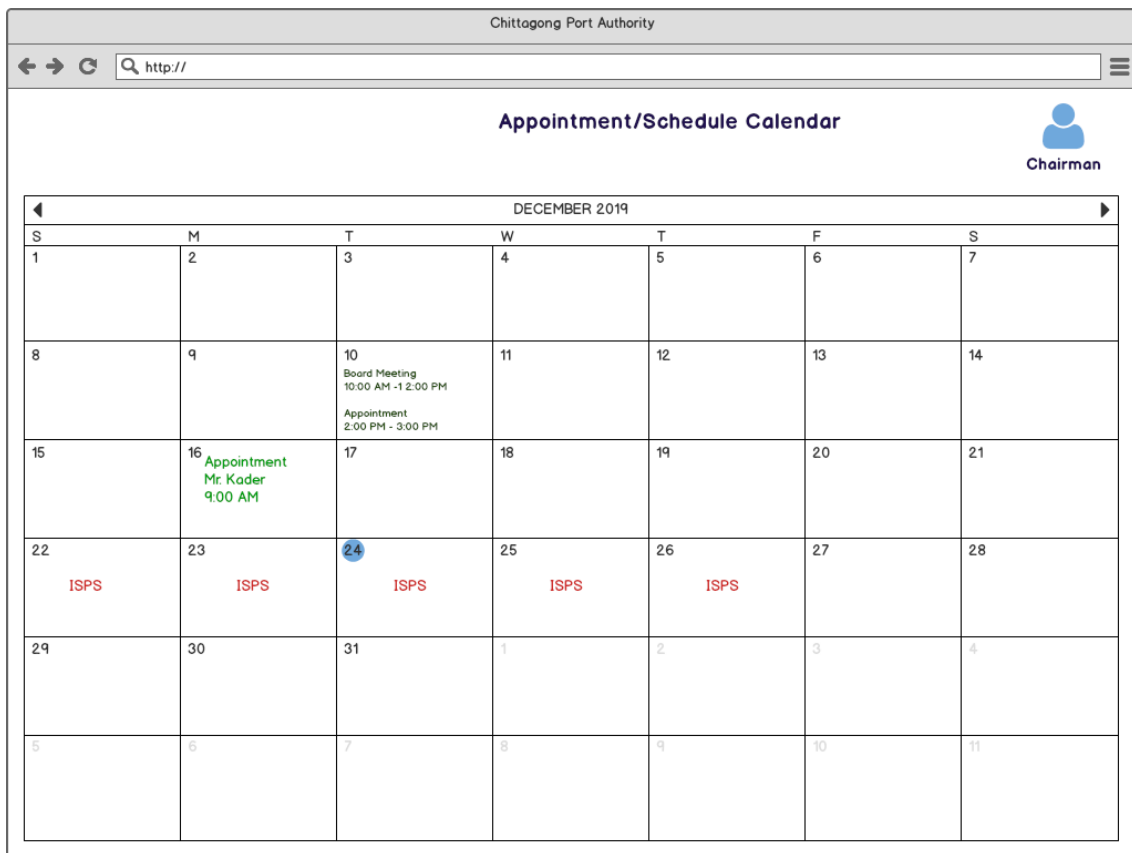 Chittagong Port Authority
http://
Appointment/Schedule Calendar
Chairman
DECEMBER 2019
S M T W T F S
1 2 3 4 5 6 7
8 9 10 11 12 13 14
Board Meeting
10:00 AM -1 2:00 PM
Appointment
2:00 PM - 3:00 PM
15 16 17 18 19 20 21
Appointment
Mr. Kader
9:00 AM
22 23 24 25 26 27 28
ISPS ISPS ISPS ISPS ISPS
29 30 31 1 2 3 4
5 6 7 8 9 10 11